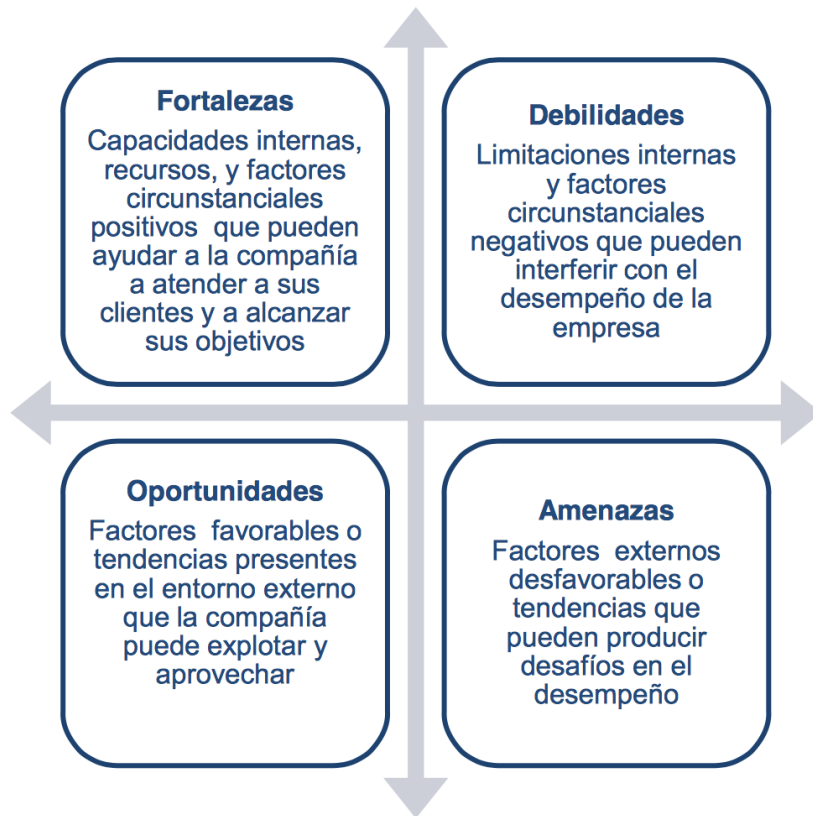 Fortalezas
Capacidades internas,
recursos, y factores
circunstanciales
positivos que pueden
ayudar a la compañía
a atender a sus
clientes y a alcanzar
sus objetivos
Debilidades
Limitaciones internas
y factores
circunstanciales
negativos que pueden
interferir con el
desempeño de la
empresa
Oportunidades
Factores favorables o
tendencias presentes
en el entorno externo
que la compañía
puede explotar y
aprovechar
Amenazas
Factores externos
desfavorables o
tendencias que
pueden producir
desafíos en el
desempeño